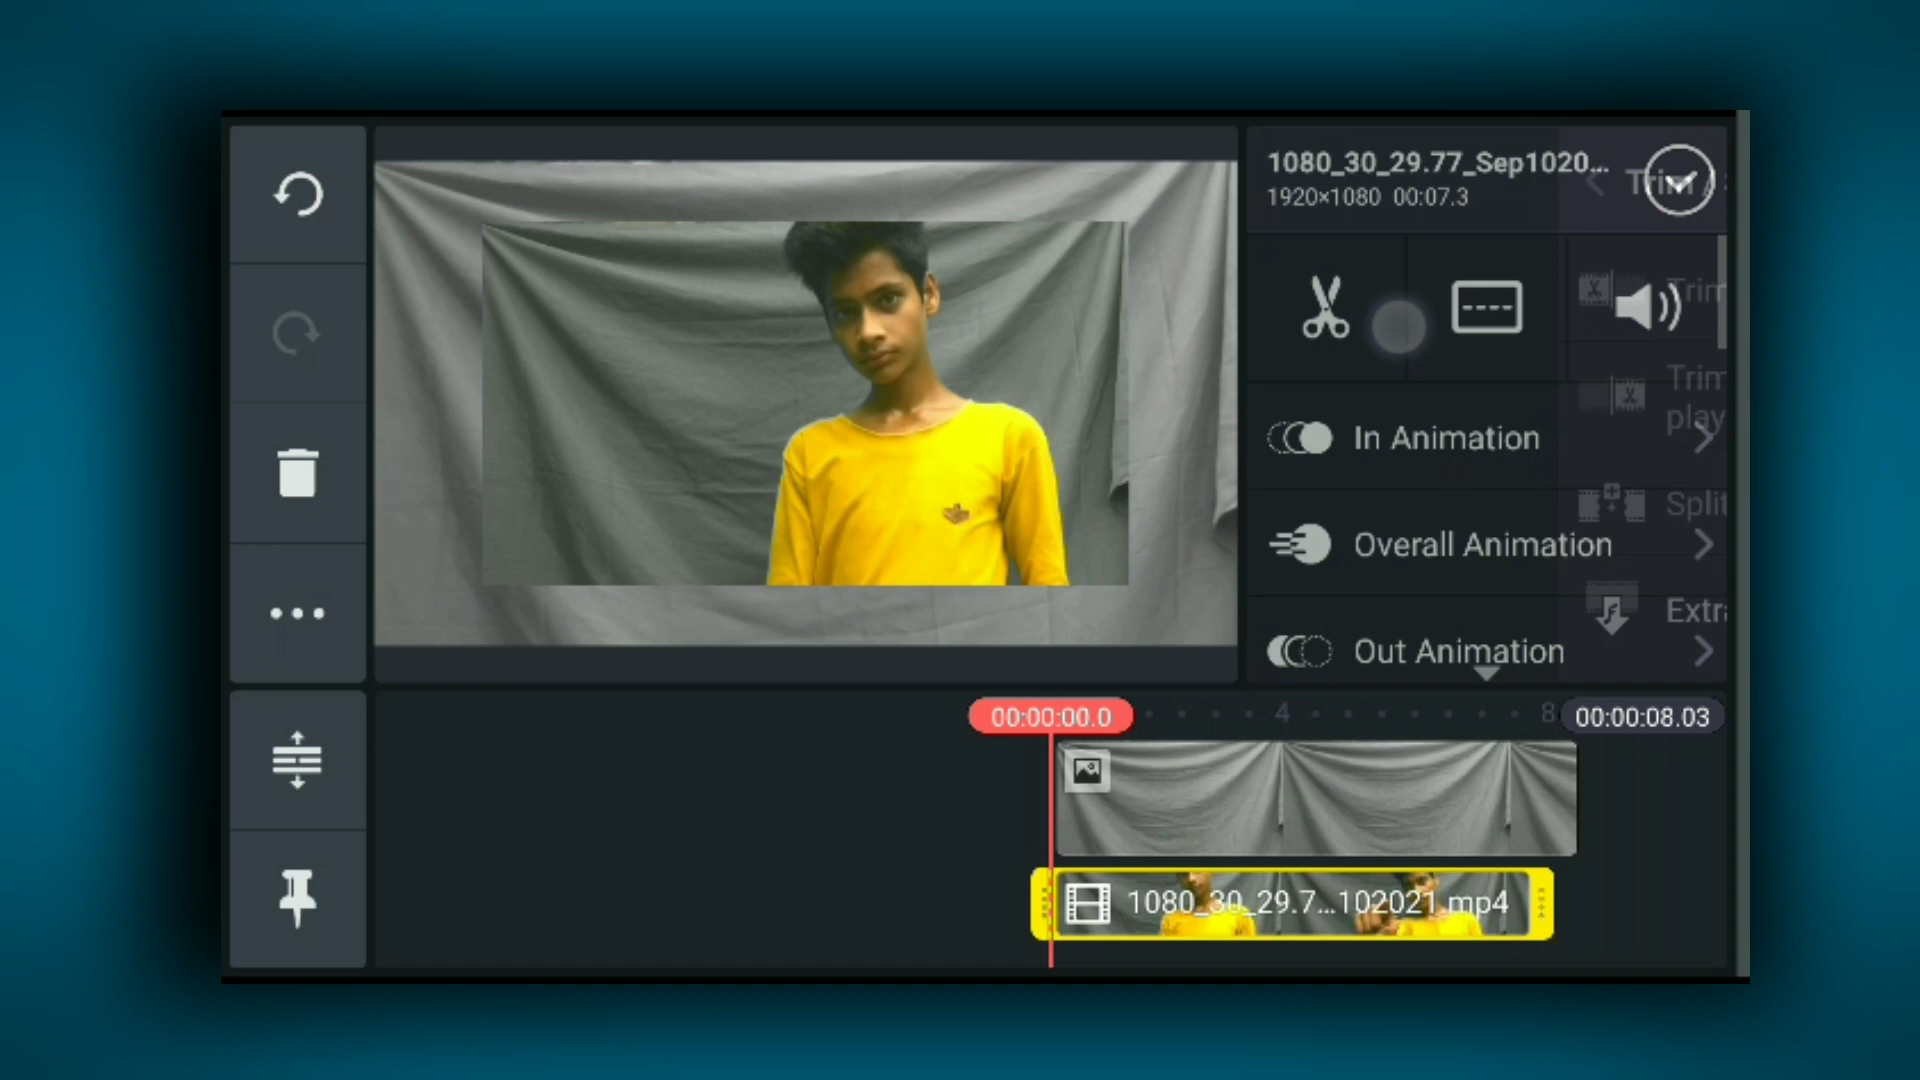 1080_30_29.77_Sep1020...
Trim /
1920×1080 00:07.3
Trim
Trim
play
In Animation
Split
Overall Animation
Extr
Out Animation
00:00:00.0
4
8
00:00:08.03
1080_30_29.7...102021.mp4